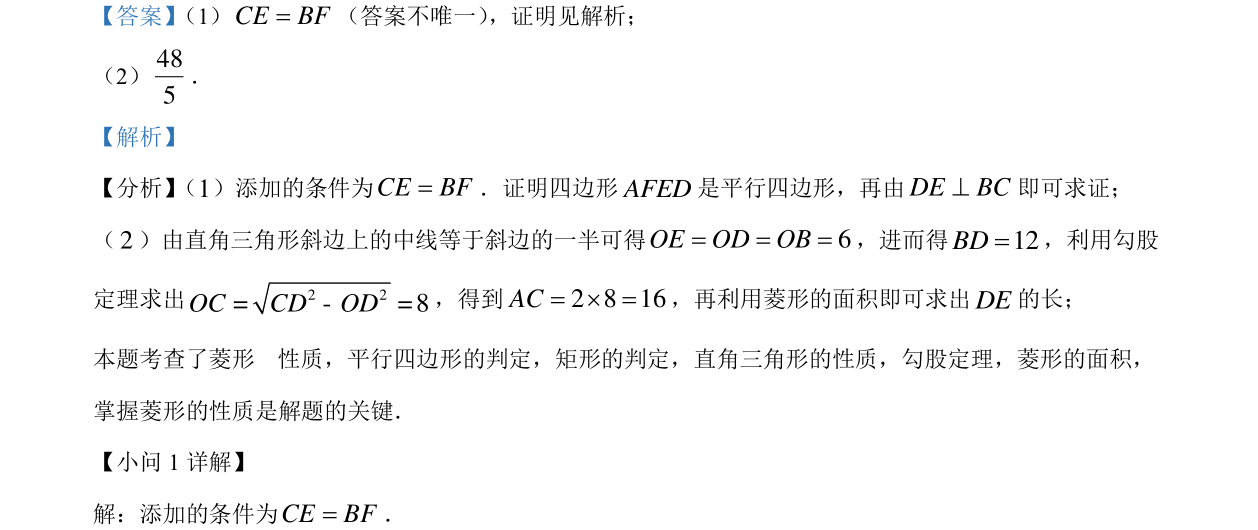 【答案】（1）CE = BF（答案不唯一），证明见解析；
（2）48/5．
【解析】
【分析】（1）添加的条件为CE = BF．证明四边形AFED是平行四边形，再由DE ⊥ BC即可求证；
（2）由直角三角形斜边上的中线等于斜边的一半可得OE = OD = OB = 6，进而得BD = 12，利用勾股
定理求出OC = √(CD² - OD²) = 8，得到AC = 2×8 = 16，再利用菱形的面积即可求出DE的长；
本题考查了菱形 性质，平行四边形的判定，矩形的判定，直角三角形的性质，勾股定理，菱形的面积，
掌握菱形的性质是解题的关键．
【小问 1 详解】
解：添加的条件为CE = BF．